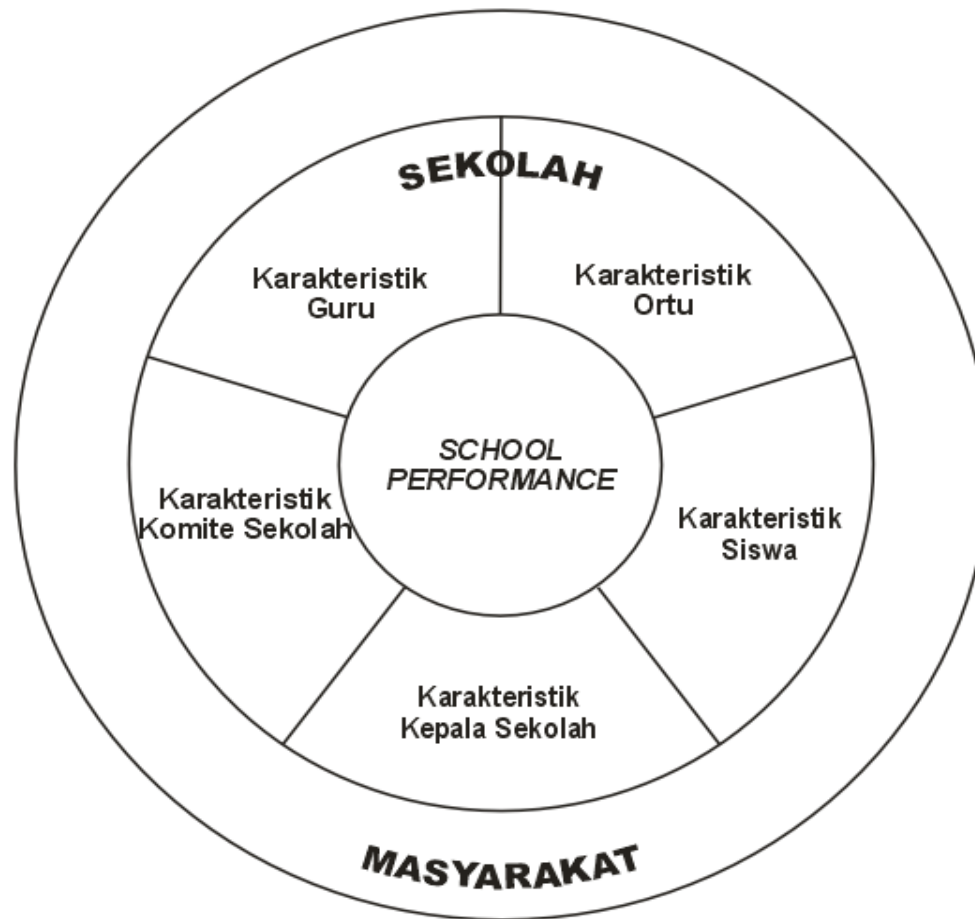 SEKOLAH
Karakteristik
Guru
Karakteristik
Ortu
SCHOOL
PERFORMANCE
Karakteristik
Komite Sekolah
Karakteristik
Siswa
Karakteristik
Kepala Sekolah
MASYARAKAT